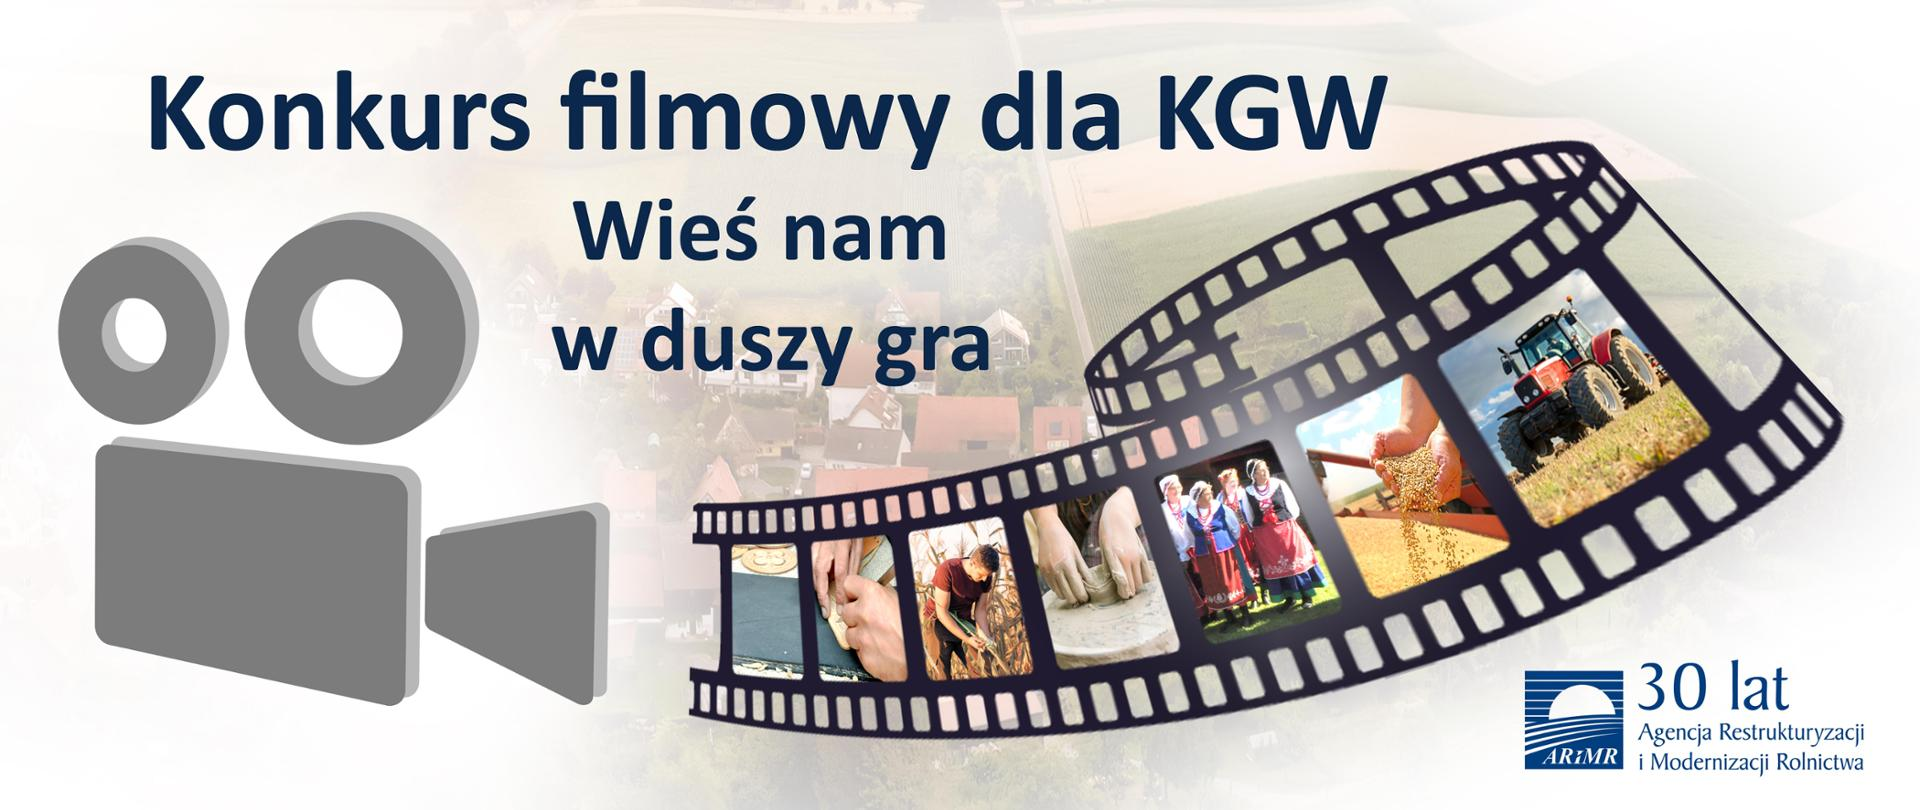 Konkurs filmowy dla KGW
Wieś nam
w duszy gra
30 lat
Agencja Restrukturyzacji
i Modernizacji Rolnictwa
ARiMR